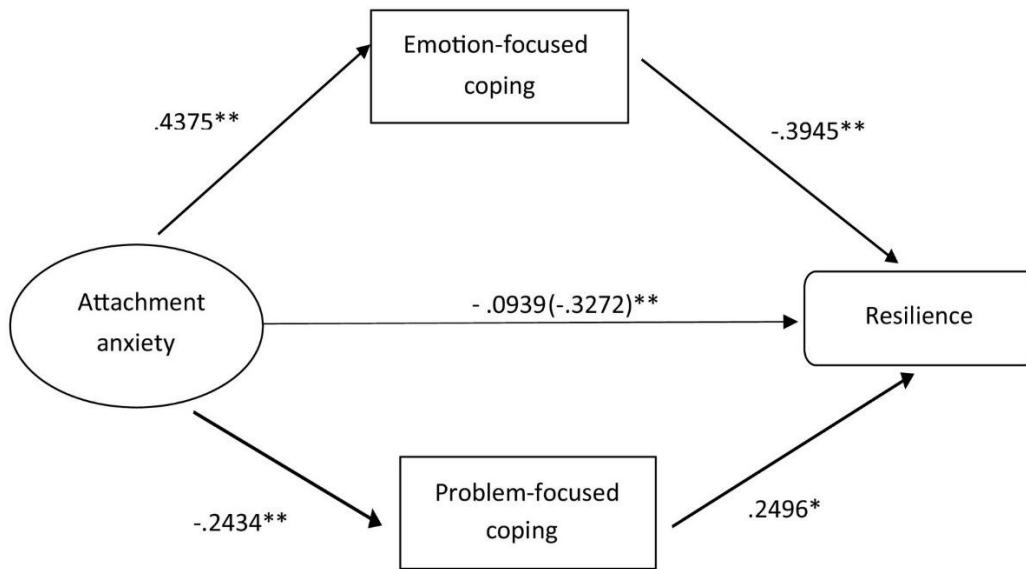 Emotion-focused
coping
.4375**
-.3945**
Attachment
anxiety
- .0939(-.3272)**
Resilience
Problem-focused
coping
-.2434**
.2496*